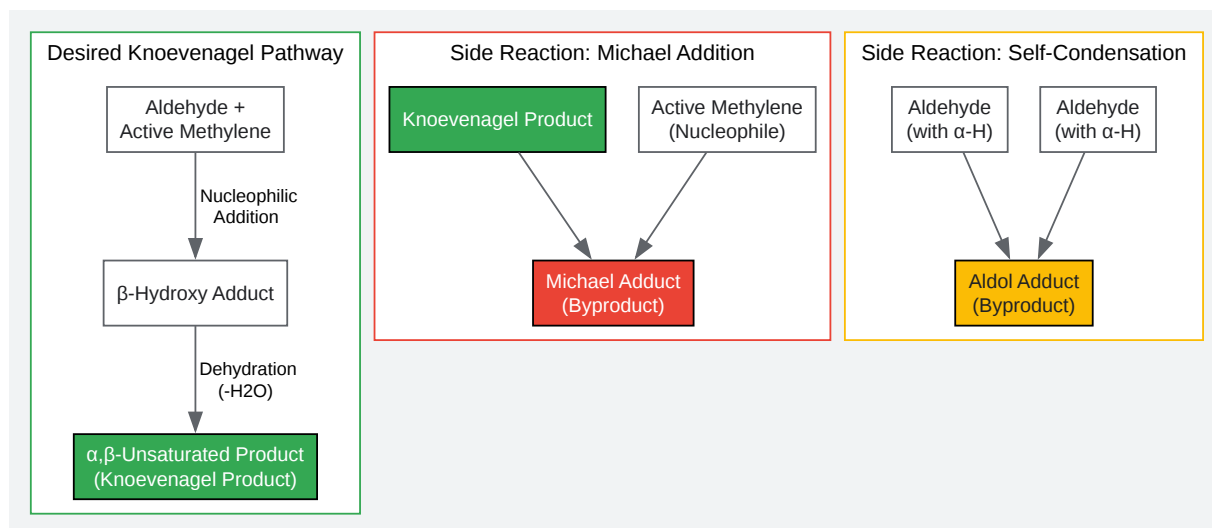 Desired Knoevenagel Pathway
Aldehyde +
Active Methylene
Nucleophilic
Addition
β-Hydroxy Adduct
Dehydration
(-H2O)
α,β-Unsaturated Product
(Knoevenagel Product)
Side Reaction: Michael Addition
Knoevenagel Product
Active Methylene
(Nucleophile)
Michael Adduct
(Byproduct)
Side Reaction: Self-Condensation
Aldehyde
(with α-H)
Aldehyde
(with α-H)
Aldol Adduct
(Byproduct)